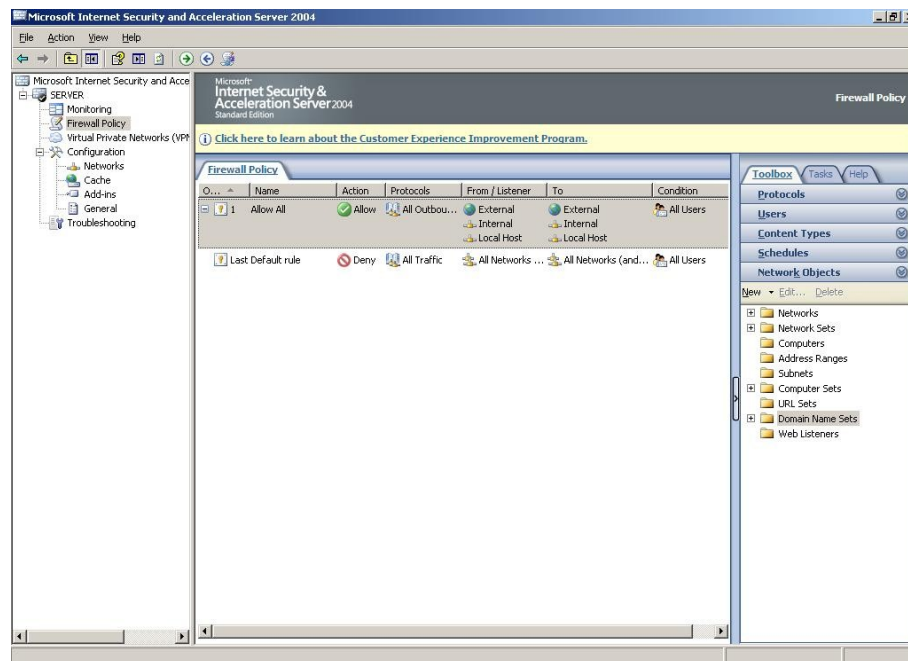 Microsoft Internet Security and Acceleration Server 2004
File Action View Help
Microsoft Internet Security and Acce
SERVER
Monitoring
Firewall Policy
Virtual Private Networks (VPN
Configuration
Networks
Cache
Add-ins
General
Troubleshooting
Microsoft
Internet Security &
Acceleration Server 2004
Standard Edition
Firewall Policy
Click here to learn about the Customer Experience Improvement Program.
Firewall Policy
O... Name Action Protocols From / Listener To Condition
1 Allow All Allow All Outbou... External External All Users
Internal Internal
Local Host Local Host
Last Default rule Deny All Traffic All Networks ... All Networks (and... All Users
Toolbox Tasks Help
Protocols
Users
Content Types
Schedules
Network Objects
New Edit... Delete
Networks
Network Sets
Computers
Address Ranges
Subnets
Computer Sets
URL Sets
Domain Name Sets
Web Listeners